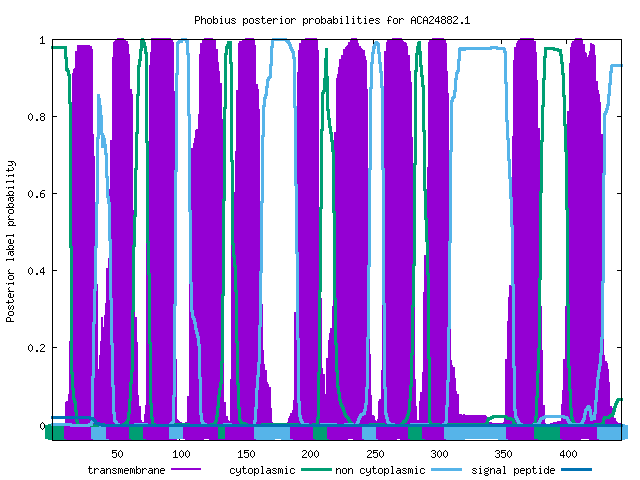 Phobius posterior probabilities for ACA24882.1
1
0.8
0.6
0.4
0.2
0
Posterior label probability
50 100 150 200 250 300 350 400
transmembrane cytoplasmic non cytoplasmic signal peptide